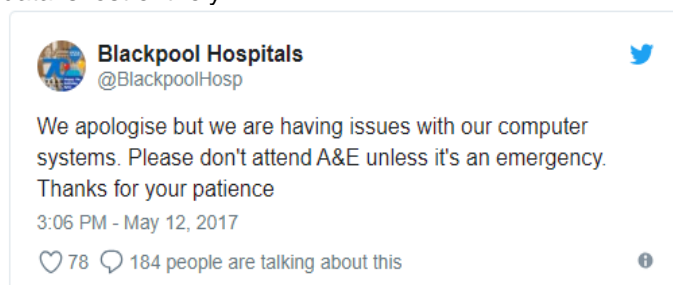 Blackpool Hospitals
@BlackpoolHosp
We apologise but we are having issues with our computer
systems. Please don't attend A&E unless it's an emergency.
Thanks for your patience
3:06 PM - May 12, 2017
78 184 people are talking about this